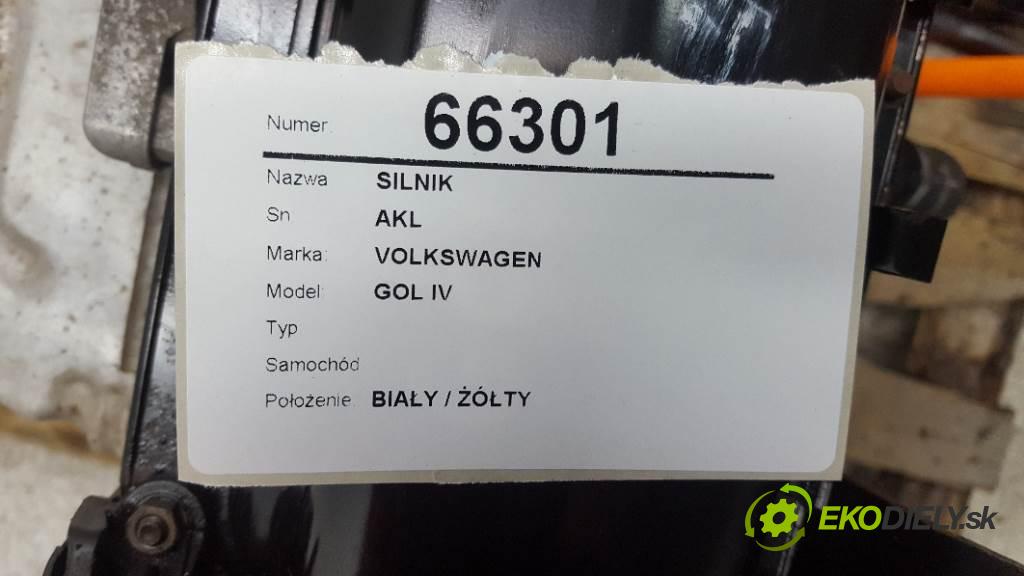 Numer: 66301
Nazwa SILNIK
Sn AKL
Marka: VOLKSWAGEN
Model: GOL IV
Typ
Samochód
Położenie: BIAŁY / ŻÓŁTY
EKODIELY.sk